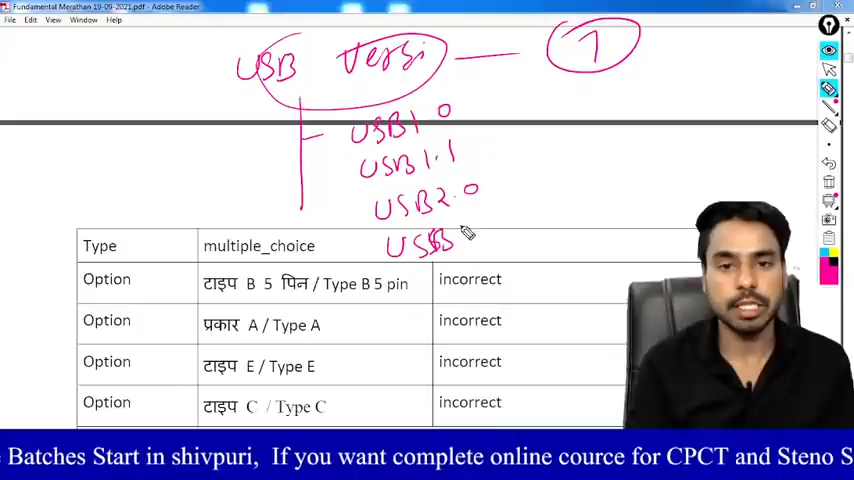 Fundamental Merathan 19-09-2021.pdf - Adobe Reader
File Edit View Window Help
USB Versi — 7
USB1.0
USB1.1
USB2.0
USB
Type multiple_choice
Option टाइप B 5 पिन / Type B 5 pin incorrect
Option प्रकार A / Type A incorrect
Option टाइप E / Type E incorrect
Option टाइप C / Type C incorrect
Batches Start in shivpuri, If you want complete online cource for CPCT and Steno S